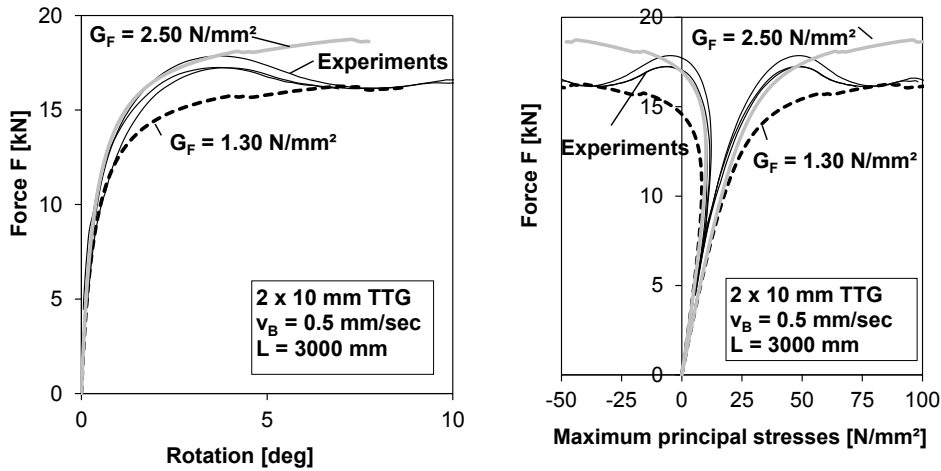 20
15
10
5
0
Force F [kN]
G_F = 2.50 N/mm²
Experiments
G_F = 1.30 N/mm²
2 x 10 mm TTG
v_B = 0.5 mm/sec
L = 3000 mm
0
5
10
Rotation [deg]
20
15
10
5
0
Force F [kN]
G_F = 2.50 N/mm²
Experiments
G_F = 1.30 N/mm²
2 x 10 mm TTG
v_B = 0.5 mm/sec
L = 3000 mm
-50
-25
0
25
50
75
100
Maximum principal stresses [N/mm²]